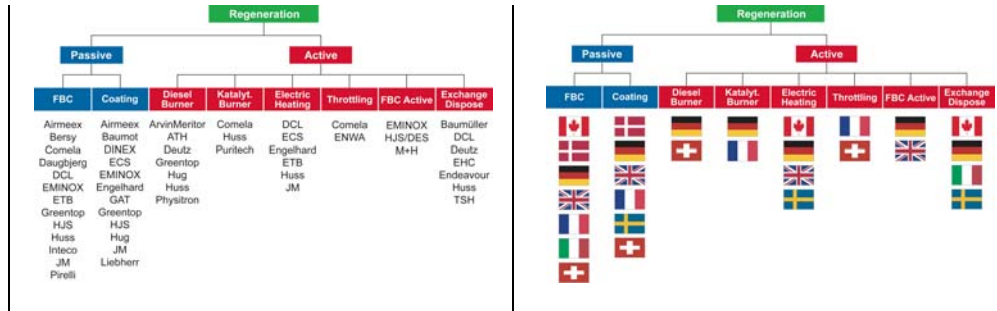 Regeneration
Passive
Active
FBC
Coating
Diesel Burner
Katalyt. Burner
Electric Heating
Throttling
FBC Active
Exchange Dispose
Airmeex
Bersy
Comela
Daugbjerg
DCL
EMINOX
ETB
Greentop
HJS
Huss
Inteco
JM
Pirelli
Airmeex
Baumot
DINEX
ECS
EMINOX
Engelhard
GAT
Greentop
HJS
Hug
JM
Liebherr
ArvinMeritor
ATH
Deutz
Greentop
Hug
Huss
Physitron
Comela
Huss
Puritech
DCL
ECS
Engelhard
ETB
Huss
JM
Comela
ENWA
EMINOX
HJS/DES
M+H
Baumüller
DCL
Deutz
EHC
Endeavour
Huss
TSH
Regeneration
Passive
Active
FBC
Coating
Diesel Burner
Katalyt. Burner
Electric Heating
Throttling
FBC Active
Exchange Dispose